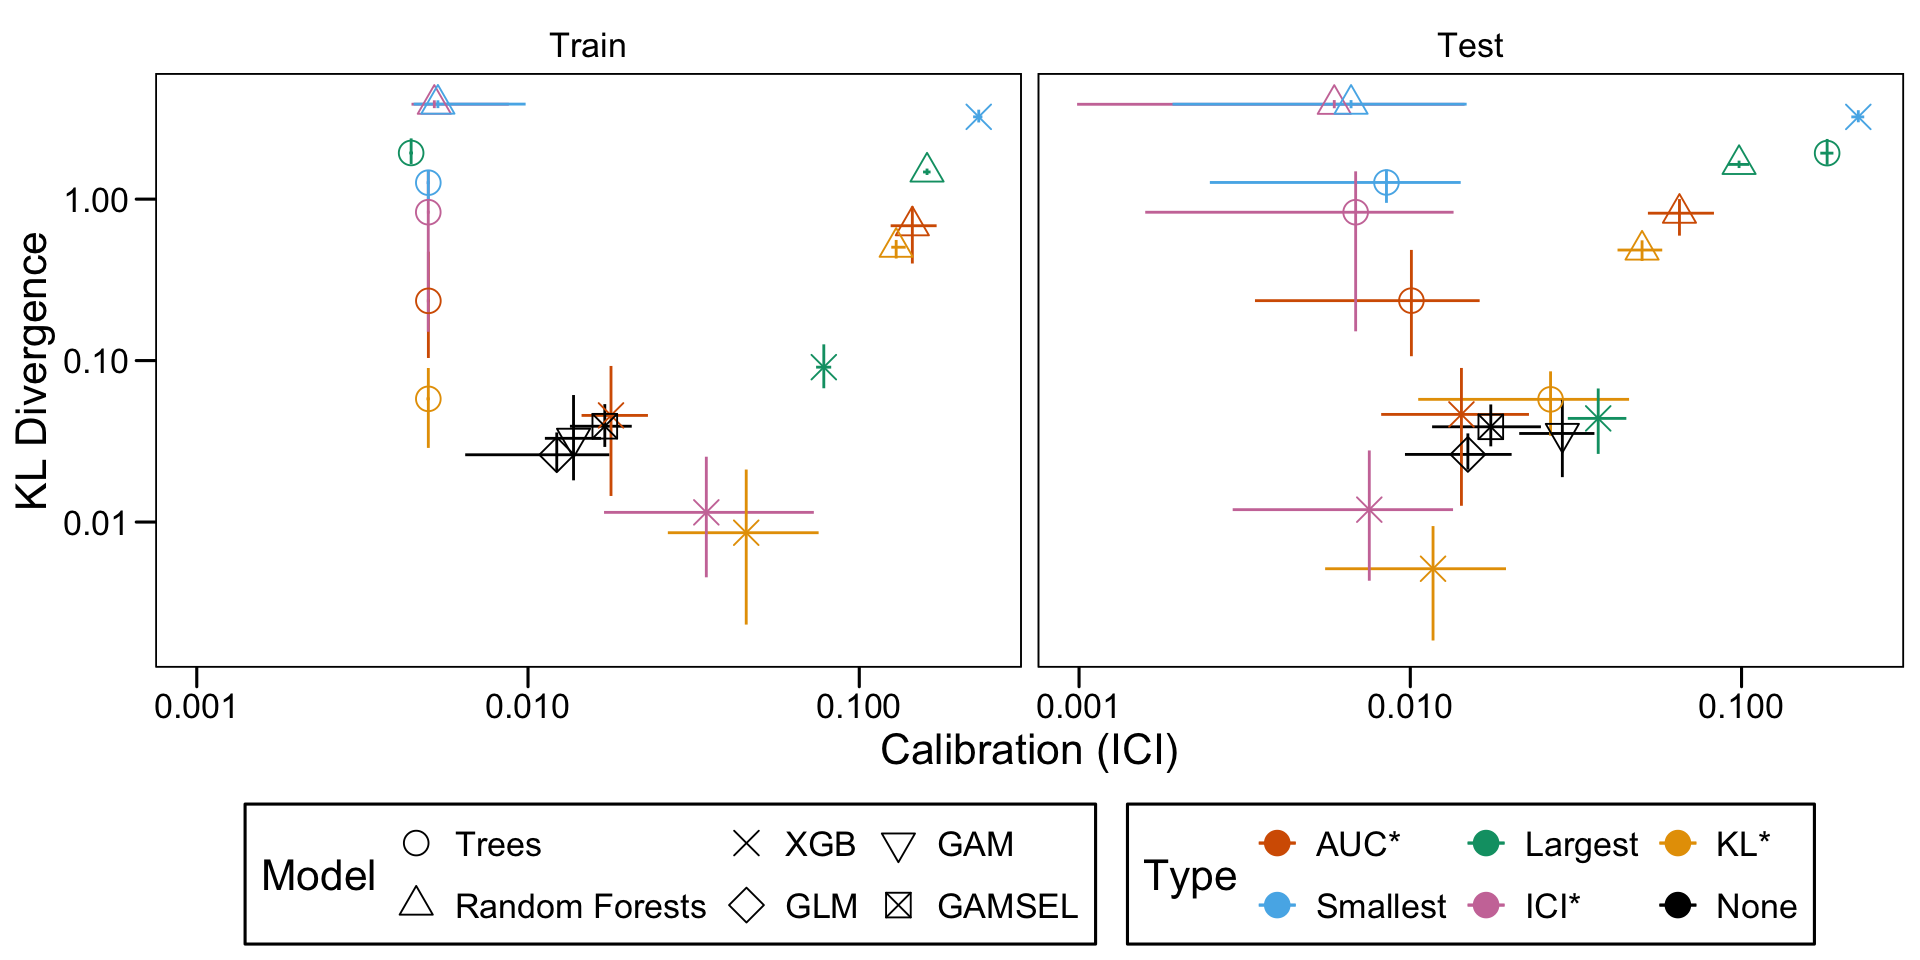 Train
Test
KL Divergence
1.00
0.10
0.01
0.001 0.010 0.100
0.001 0.010 0.100
Calibration (ICI)
Model
Trees XGB GAM
Random Forests GLM GAMSEL
Type
AUC* Largest KL*
Smallest ICI* None